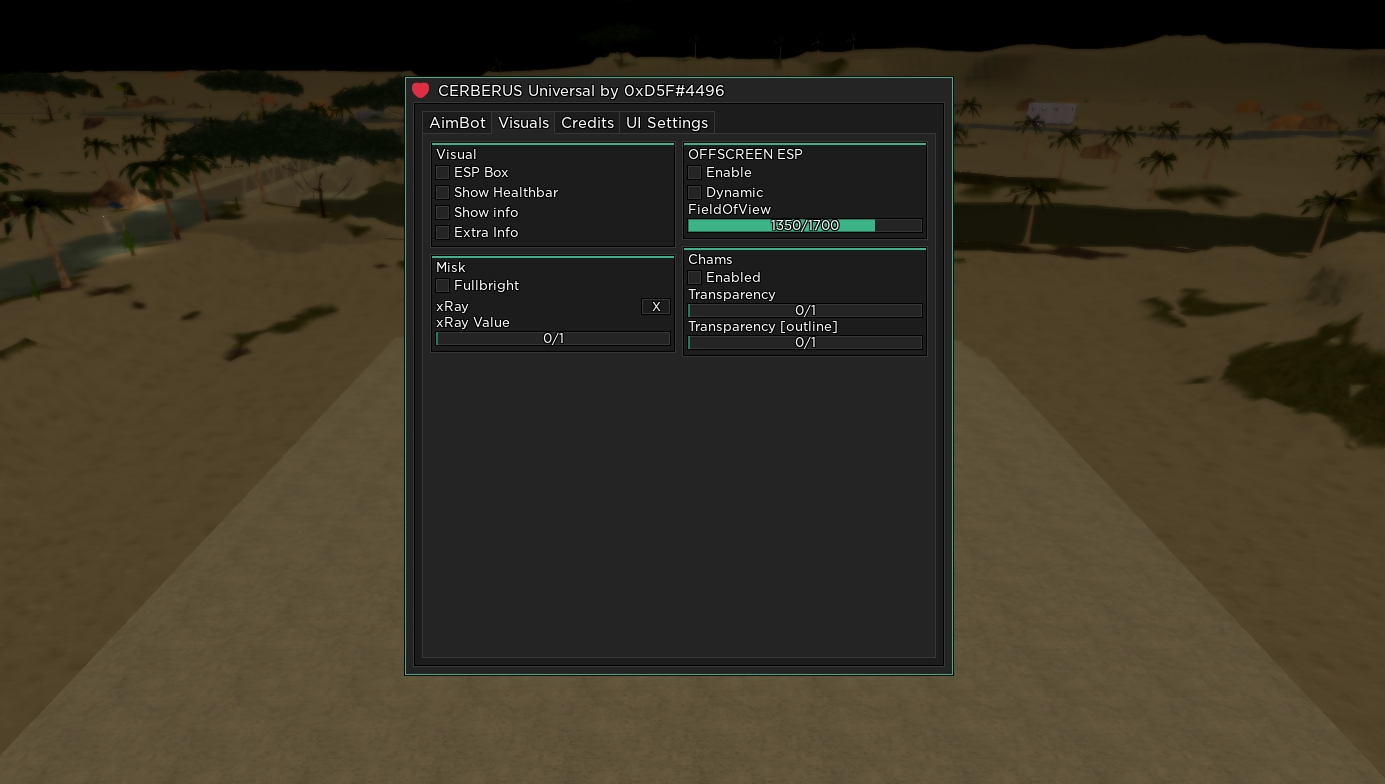 CERBERUS Universal by 0xD5F#4496
AimBot Visuals Credits UI Settings
Visual
ESP Box
Show Healthbar
Show info
Extra Info
Misk
Fullbright
xRay X
xRay Value
0/1
OFFSCREEN ESP
Enable
Dynamic
FieldOfView
1350/1700
Chams
Enabled
Transparency
0/1
Transparency [outline]
0/1